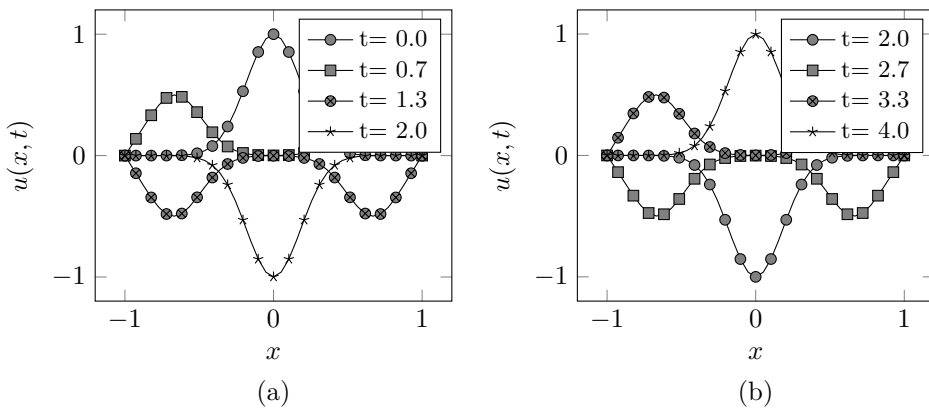 1
0
−1
u(x, t)
−1
0
1
x
t= 0.0
t= 0.7
t= 1.3
t= 2.0
(a)
1
0
−1
u(x, t)
−1
0
1
x
t= 2.0
t= 2.7
t= 3.3
t= 4.0
(b)